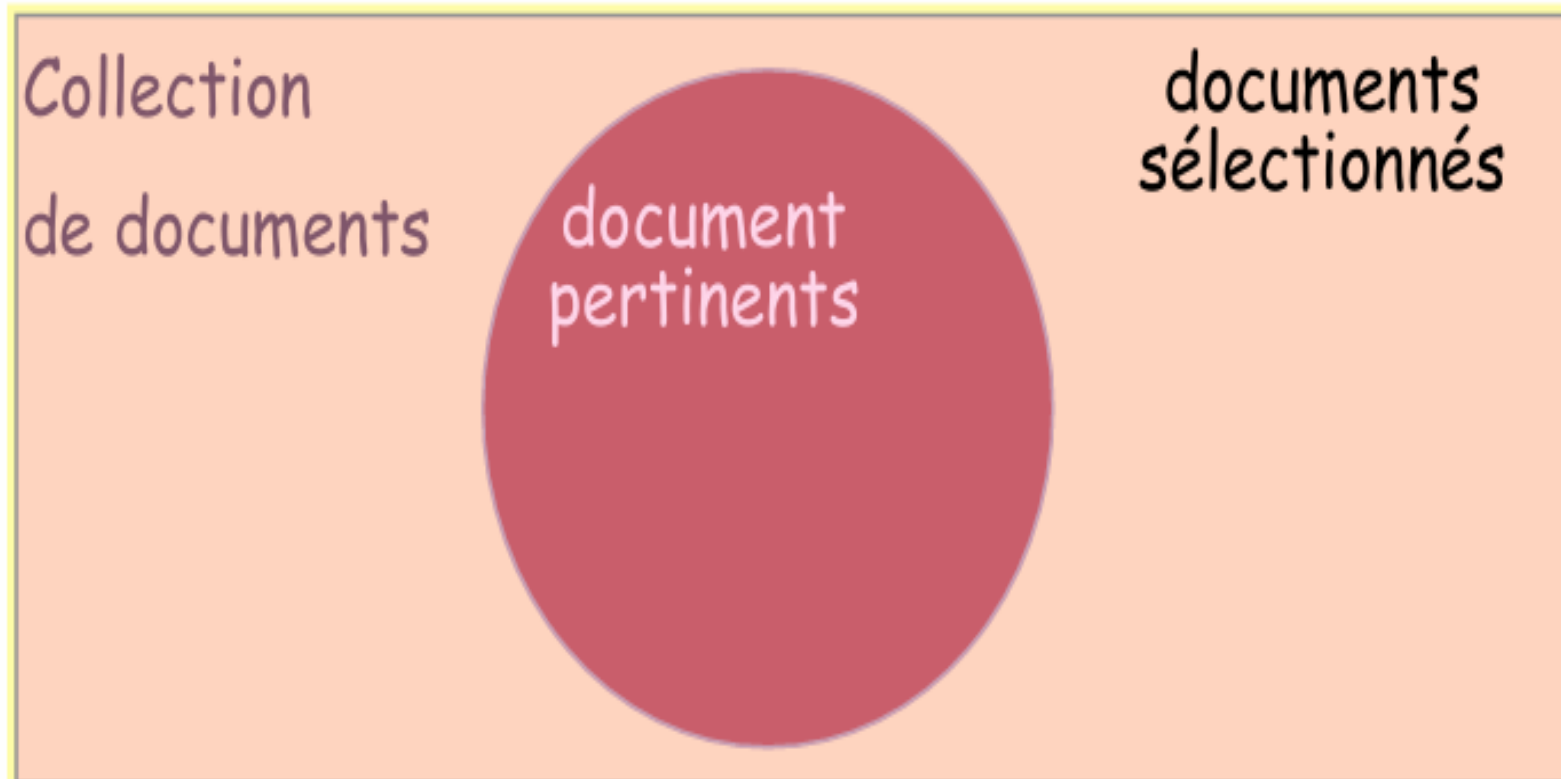 Collection
de documents
document
pertinents
documents
sélectionnés